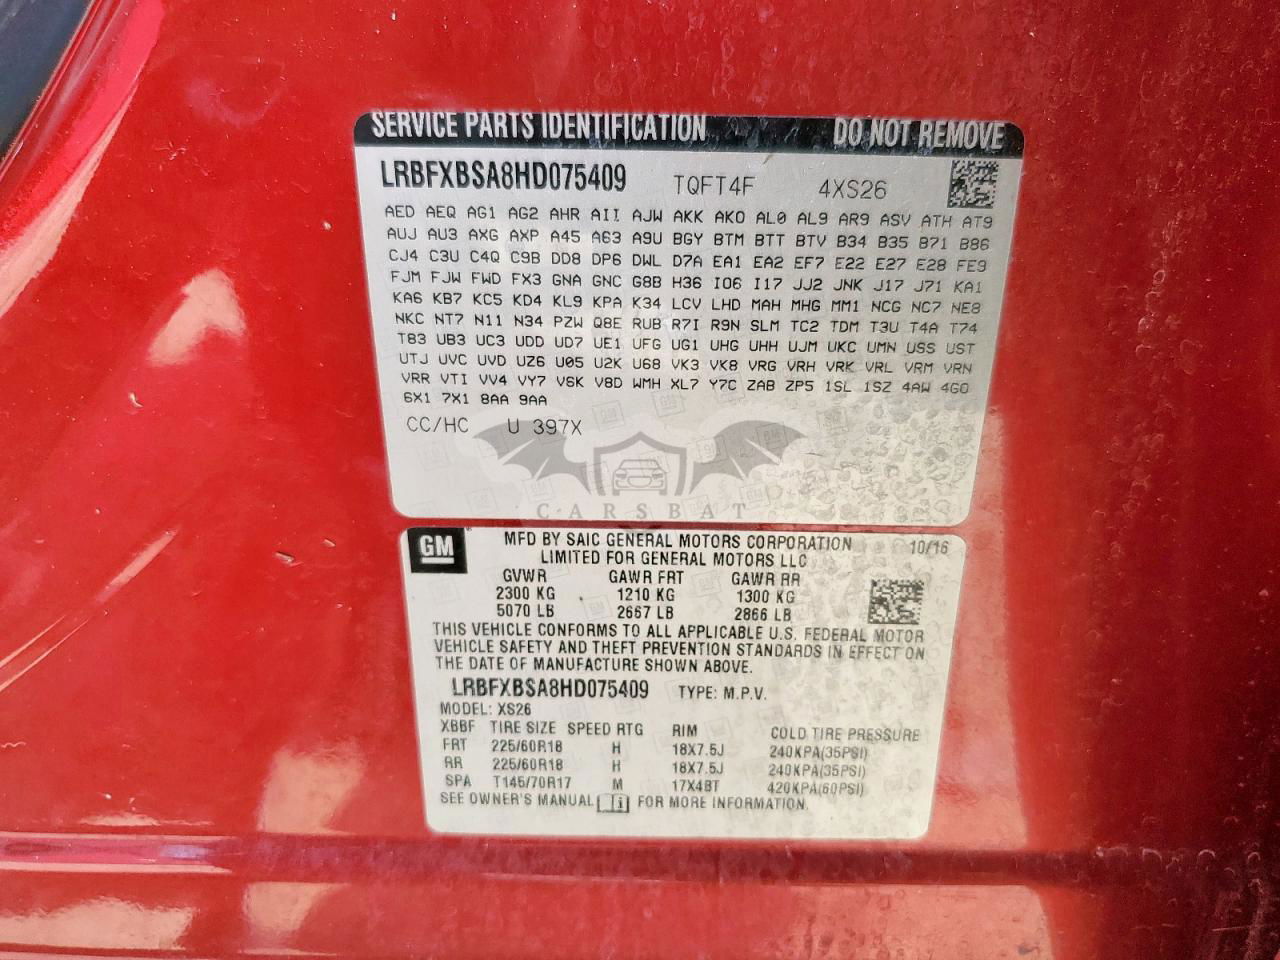 SERVICE PARTS IDENTIFICATION DO NOT REMOVE
LRBFXBSA8HD075409 TQFT4F 4XS26
AED AEQ AG1 AG2 AHR AII AJW AKK AKO AL0 AL9 AR9 ASV ATH AT9
AUJ AU3 AXG AXP A45 A63 A9U BGY BTM BTT BTV B34 B35 B71 B86
CJ4 C3U C4Q C9B DD8 DP6 DWL D7A EA1 EA2 EF7 E22 E27 E28 FE9
FJM FJW FWD FX3 GNA GNC G8B H36 I06 I17 JJ2 JNK J17 J71 KA1
KA6 KB7 KC5 KD4 KL9 KPA K34 LCV LHD MAH MHG MM1 NCG NC7 NE8
NKC NT7 N11 N34 PZW Q8E RUB R7I R9N SLM TC2 TDM T3U T4A T74
T83 UB3 UC3 UDD UD7 UE1 UFG UG1 UHG UHH UJM UKC UMN USS UST
UTJ UVC UVD UZ6 U05 U2K U68 VK3 VK8 VRG VRH VRK VRL VRM VRN
VRR VTI VV4 VY7 V6K V8D WMH XL7 Y7C ZAB ZP5 1SL 1SZ 4AW 4GO
6X1 7X1 8AA 9AA
CC/HC U 397X
CARSBAT
GM MFD BY SAIC GENERAL MOTORS CORPORATION 10/16
LIMITED FOR GENERAL MOTORS LLC
GVWR GAWR FRT GAWR RR
2300 KG 1210 KG 1300 KG
5070 LB 2667 LB 2866 LB
THIS VEHICLE CONFORMS TO ALL APPLICABLE U.S. FEDERAL MOTOR
VEHICLE SAFETY AND THEFT PREVENTION STANDARDS IN EFFECT ON
THE DATE OF MANUFACTURE SHOWN ABOVE.
LRBFXBSA8HD075409 TYPE: M.P.V.
MODEL: XS26
XBBF TIRE SIZE SPEED RTG RIM COLD TIRE PRESSURE
FRT 225/60R18 H 18X7.5J 240KPA(35PSI)
RR 225/60R18 H 18X7.5J 240KPA(35PSI)
SPA T145/70R17 M 17X4BT 420KPA(60PSI)
SEE OWNER'S MANUAL FOR MORE INFORMATION.